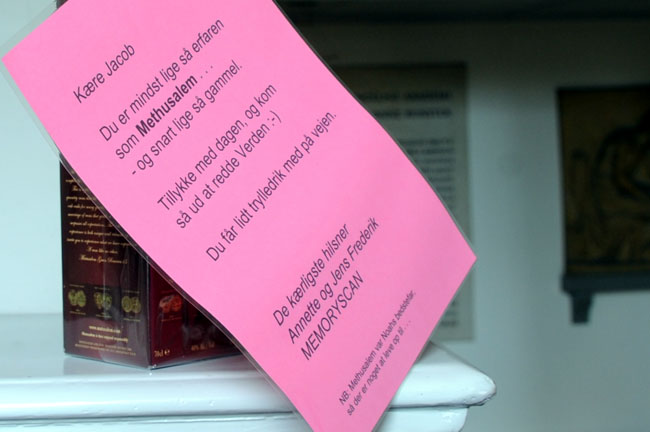 Kære Jacob
Du er mindst lige så erfaren
som Methusalem . . .
- og snart lige så gammel.
Tillykke med dagen, og kom
så ud at redde Verden :-)
Du får lidt trylledrik med på vejen.
De kærligste hilsner
Annette og Jens Frederik
MEMORYSCAN
NB: Methusalem var Noahs bedstefar,
så der er noget at leve op til . . .
70cl e